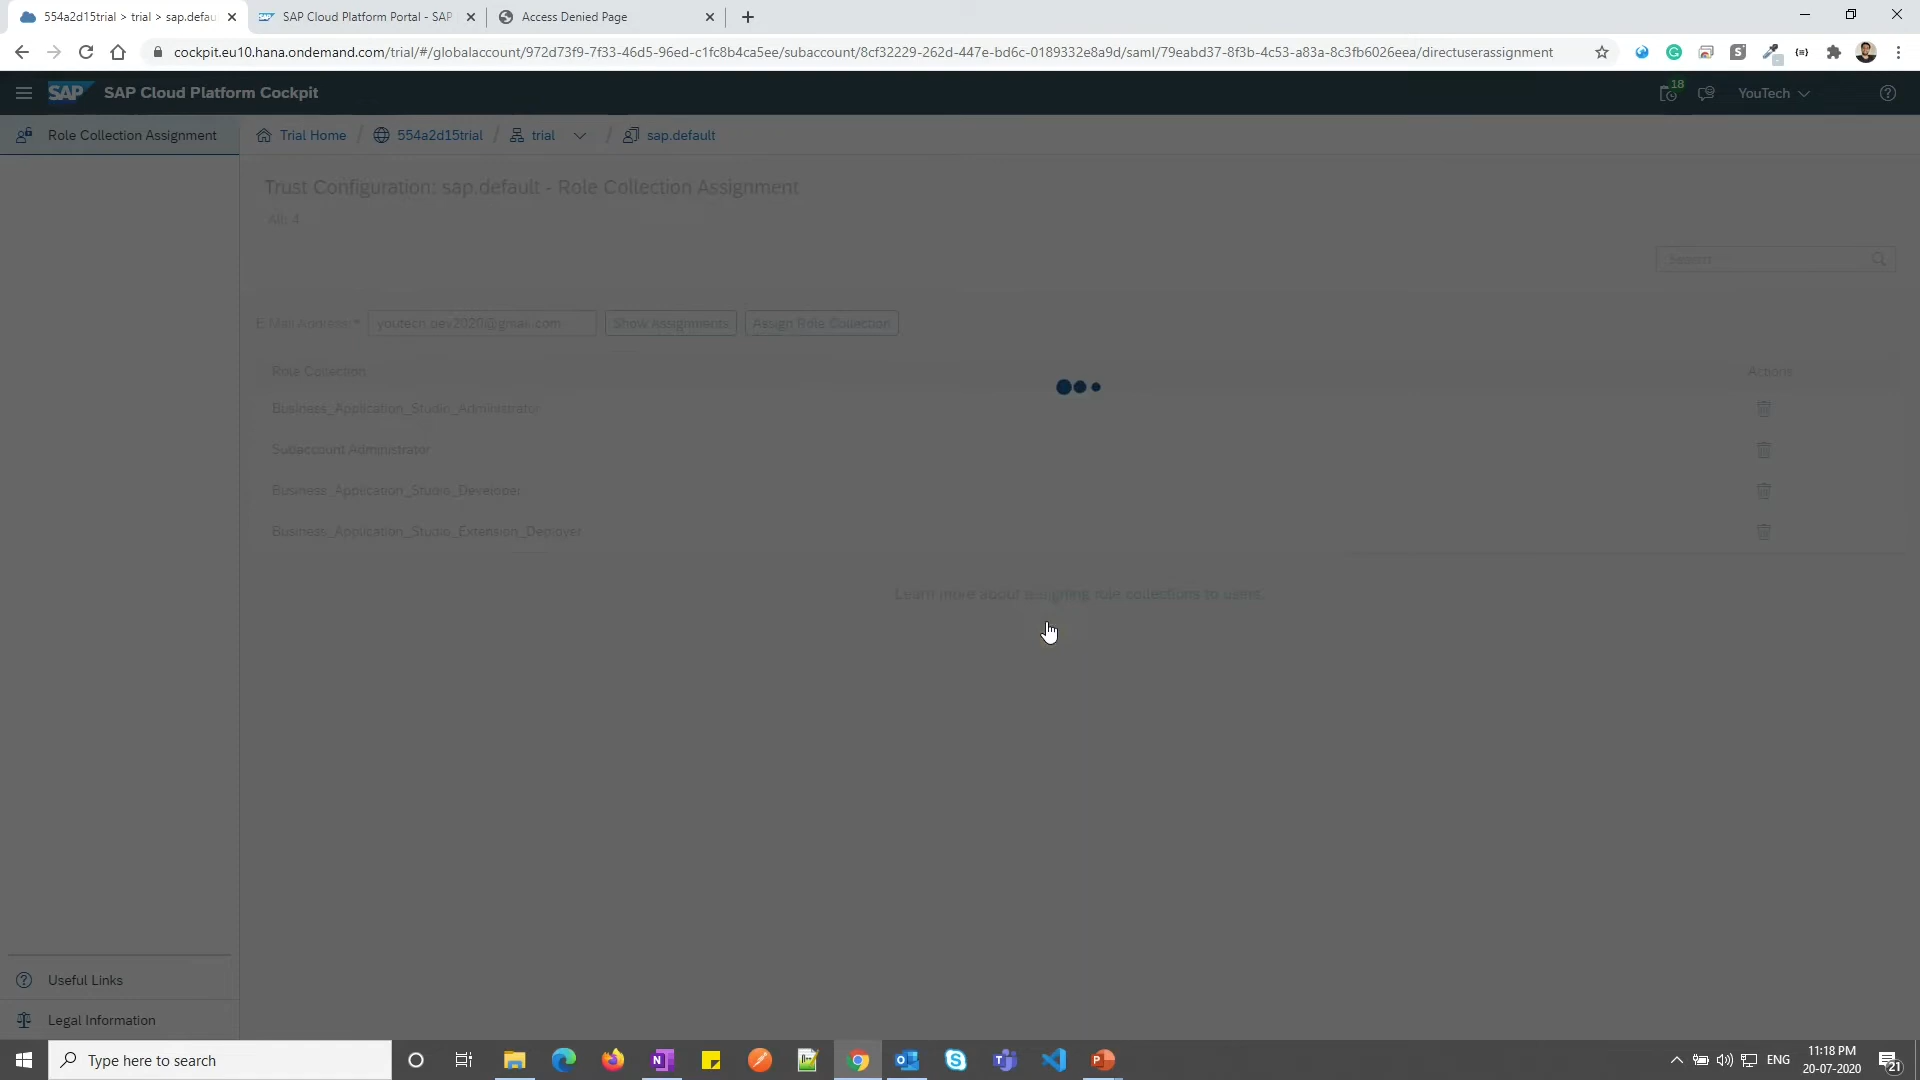 554a2d15trial > trial > sap.defau
SAP Cloud Platform Portal - SAP
Access Denied Page
cockpit.eu10.hana.ondemand.com/trial/#/globalaccount/972d73f9-7f33-46d5-96ed-c1fc8b4ca5ee/subaccount/8cf32229-262d-447e-bd6c-0189332e8a9d/saml/79eabd37-8f3b-4c53-a83a-8c3fb6026eea/directuserassignment
SAP SAP Cloud Platform Cockpit
18
YouTech
Role Collection Assignment
Trial Home / 554a2d15trial / trial / sap.default
Trust Configuration: sap.default - Role Collection Assignment
All: 4
Search
E-Mail Address: * youtech.dev2020@gmail.com Show Assignments Assign Role Collection
Role Collection Actions
Business_Application_Studio_Administrator
Subaccount Administrator
Business_Application_Studio_Developer
Business_Application_Studio_Extension_Deployer
Learn more about assigning role collections to users
Useful Links
Legal Information
Type here to search
ENG
11:18 PM
20-07-2020
21